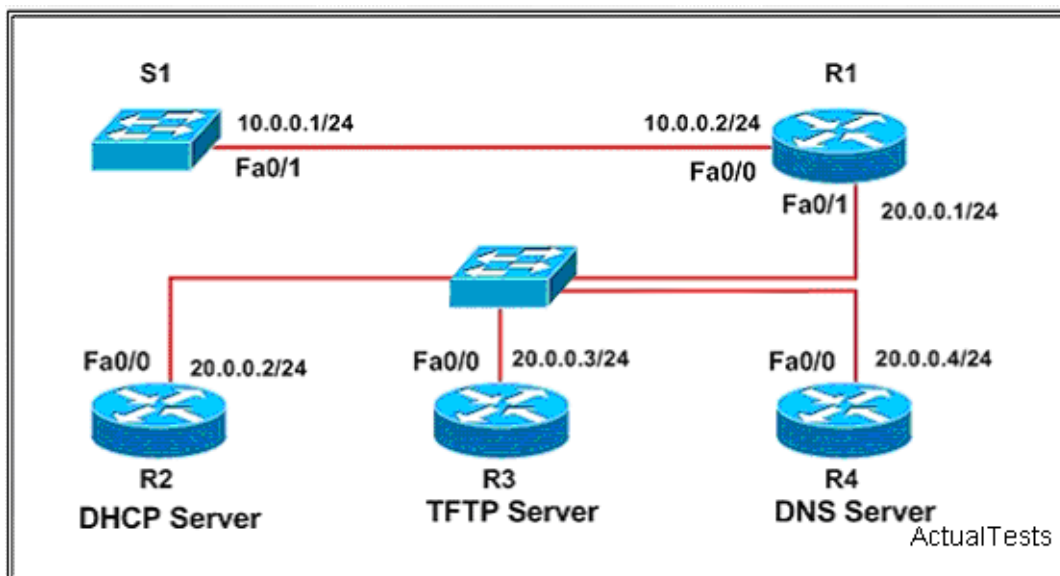 S1
R1
10.0.0.1/24
10.0.0.2/24
Fa0/1
Fa0/0
Fa0/1
20.0.0.1/24
Fa0/0
20.0.0.2/24
Fa0/0
20.0.0.3/24
Fa0/0
20.0.0.4/24
R2
DHCP Server
R3
TFTP Server
R4
DNS Server
ActualTests